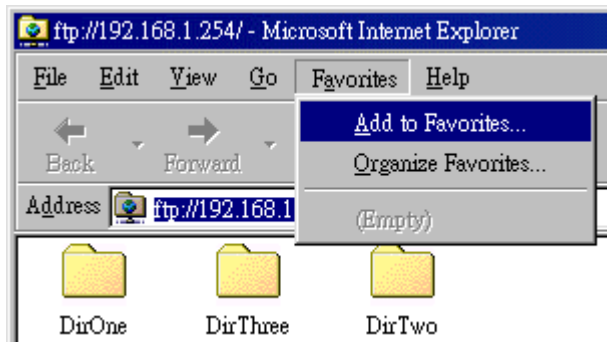 ftp://192.168.1.254/ - Microsoft Internet Explorer
File Edit View Go Favorites Help
Add to Favorites...
Back Forward
Organize Favorites...
Address ftp://192.168.1
(Empty)
DirOne DirThree DirTwo